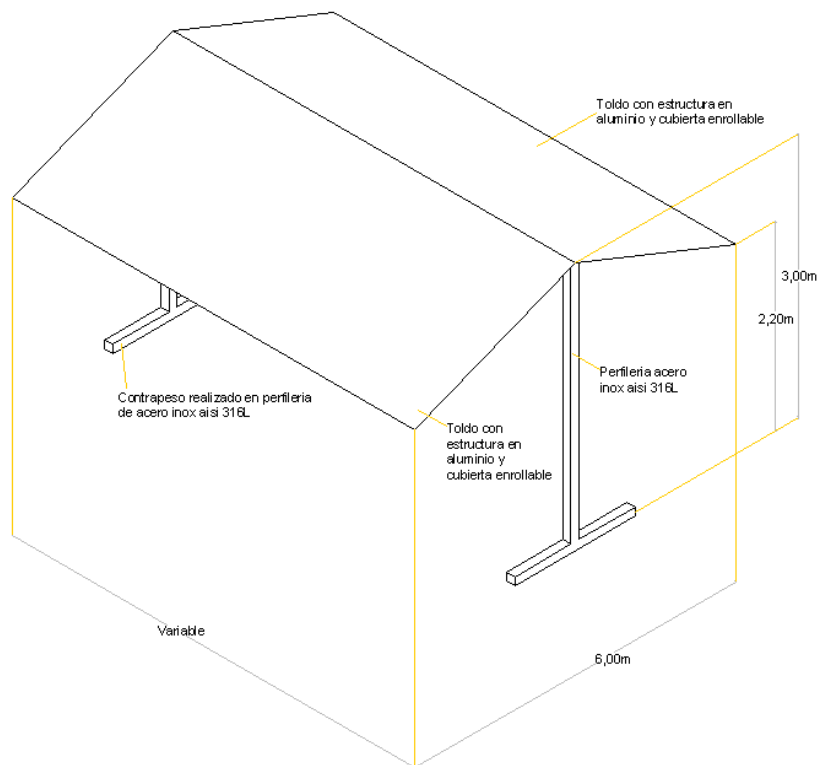 Toldo con estructura en
aluminio y cubierta enrollable
3,00m
2,20m
Perfileria acero
inox aisi 316L
Contrapeso realizado en perfileria
de acero inox aisi 316L
Toldo con
estructura en
aluminio y
cubierta enrollable
Variable
6,00m